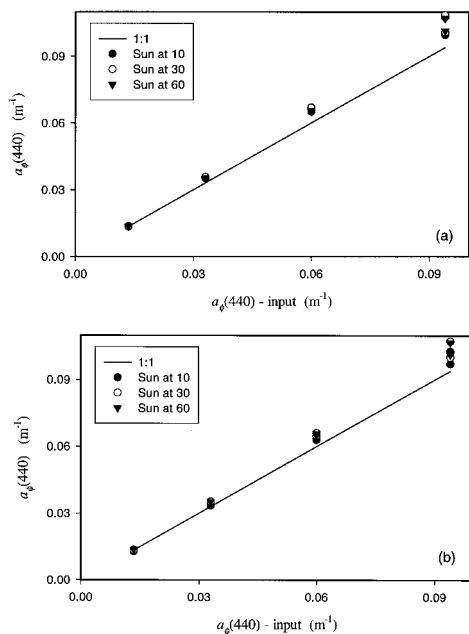 0.09
0.06
0.03
0.00
aϕ(440) (m⁻¹)
1:1
Sun at 10
Sun at 30
Sun at 60
(a)
0.00 0.03 0.06 0.09
aϕ(440) - input (m⁻¹)
0.09
0.06
0.03
0.00
aϕ(440) (m⁻¹)
1:1
Sun at 10
Sun at 30
Sun at 60
(b)
0.00 0.03 0.06 0.09
aϕ(440) - input (m⁻¹)